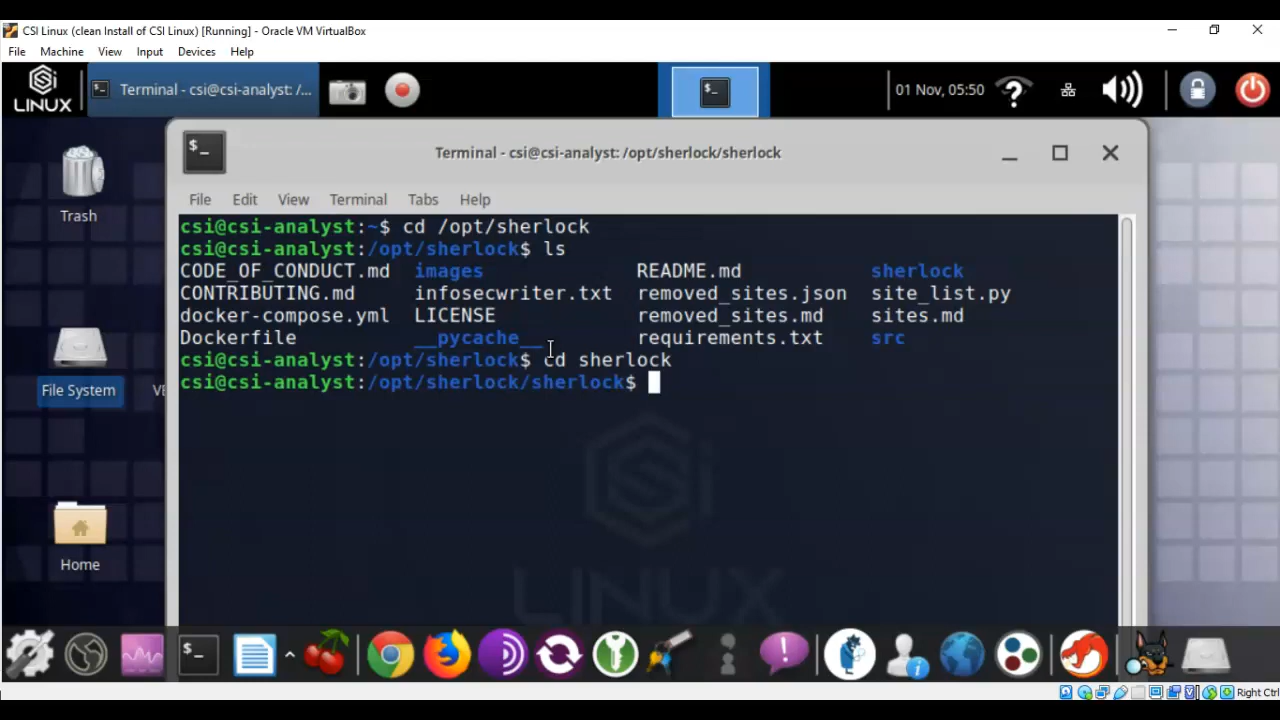 CSI Linux (clean Install of CSI Linux) [Running] - Oracle VM VirtualBox
File Machine View Input Devices Help
LINUX
Terminal - csi@csi-analyst: /...
01 Nov, 05:50
Trash
File System
Home
Terminal - csi@csi-analyst: /opt/sherlock/sherlock
File Edit View Terminal Tabs Help
csi@csi-analyst:~$ cd /opt/sherlock
csi@csi-analyst:/opt/sherlock$ ls
CODE_OF_CONDUCT.md images README.md sherlock
CONTRIBUTING.md infosecwriter.txt removed_sites.json site_list.py
docker-compose.yml LICENSE removed_sites.md sites.md
Dockerfile __pycache__ requirements.txt src
csi@csi-analyst:/opt/sherlock$ cd sherlock
csi@csi-analyst:/opt/sherlock/sherlock$
LINUX
Right Ctrl